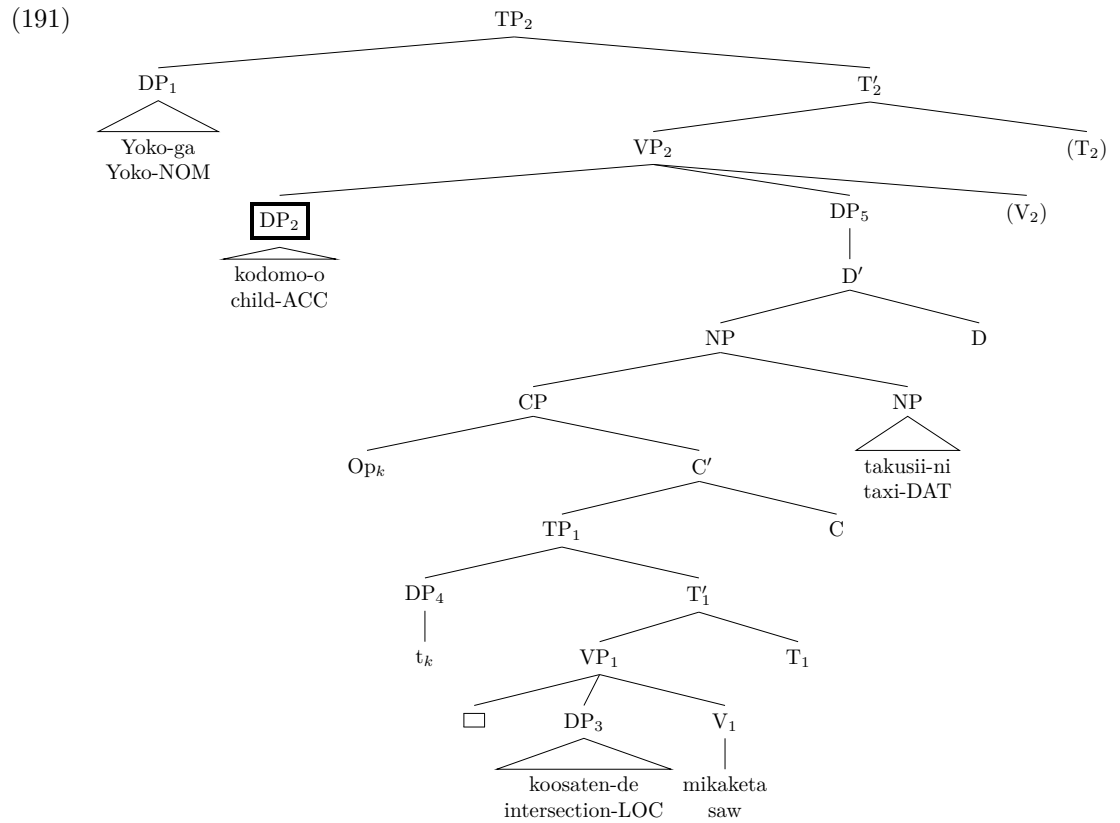 (191)
TP₂
DP₁ T′₂
Yoko-ga
Yoko-NOM
VP₂ (T₂)
DP₂ DP₅ (V₂)
kodomo-o
child-ACC
D′
NP D
CP NP
Opₖ C′ takusii-ni
taxi-DAT
TP₁ C
DP₄ T′₁
tₖ VP₁ T₁
DP₃ V₁
koosaten-de mikaketa
intersection-LOC saw